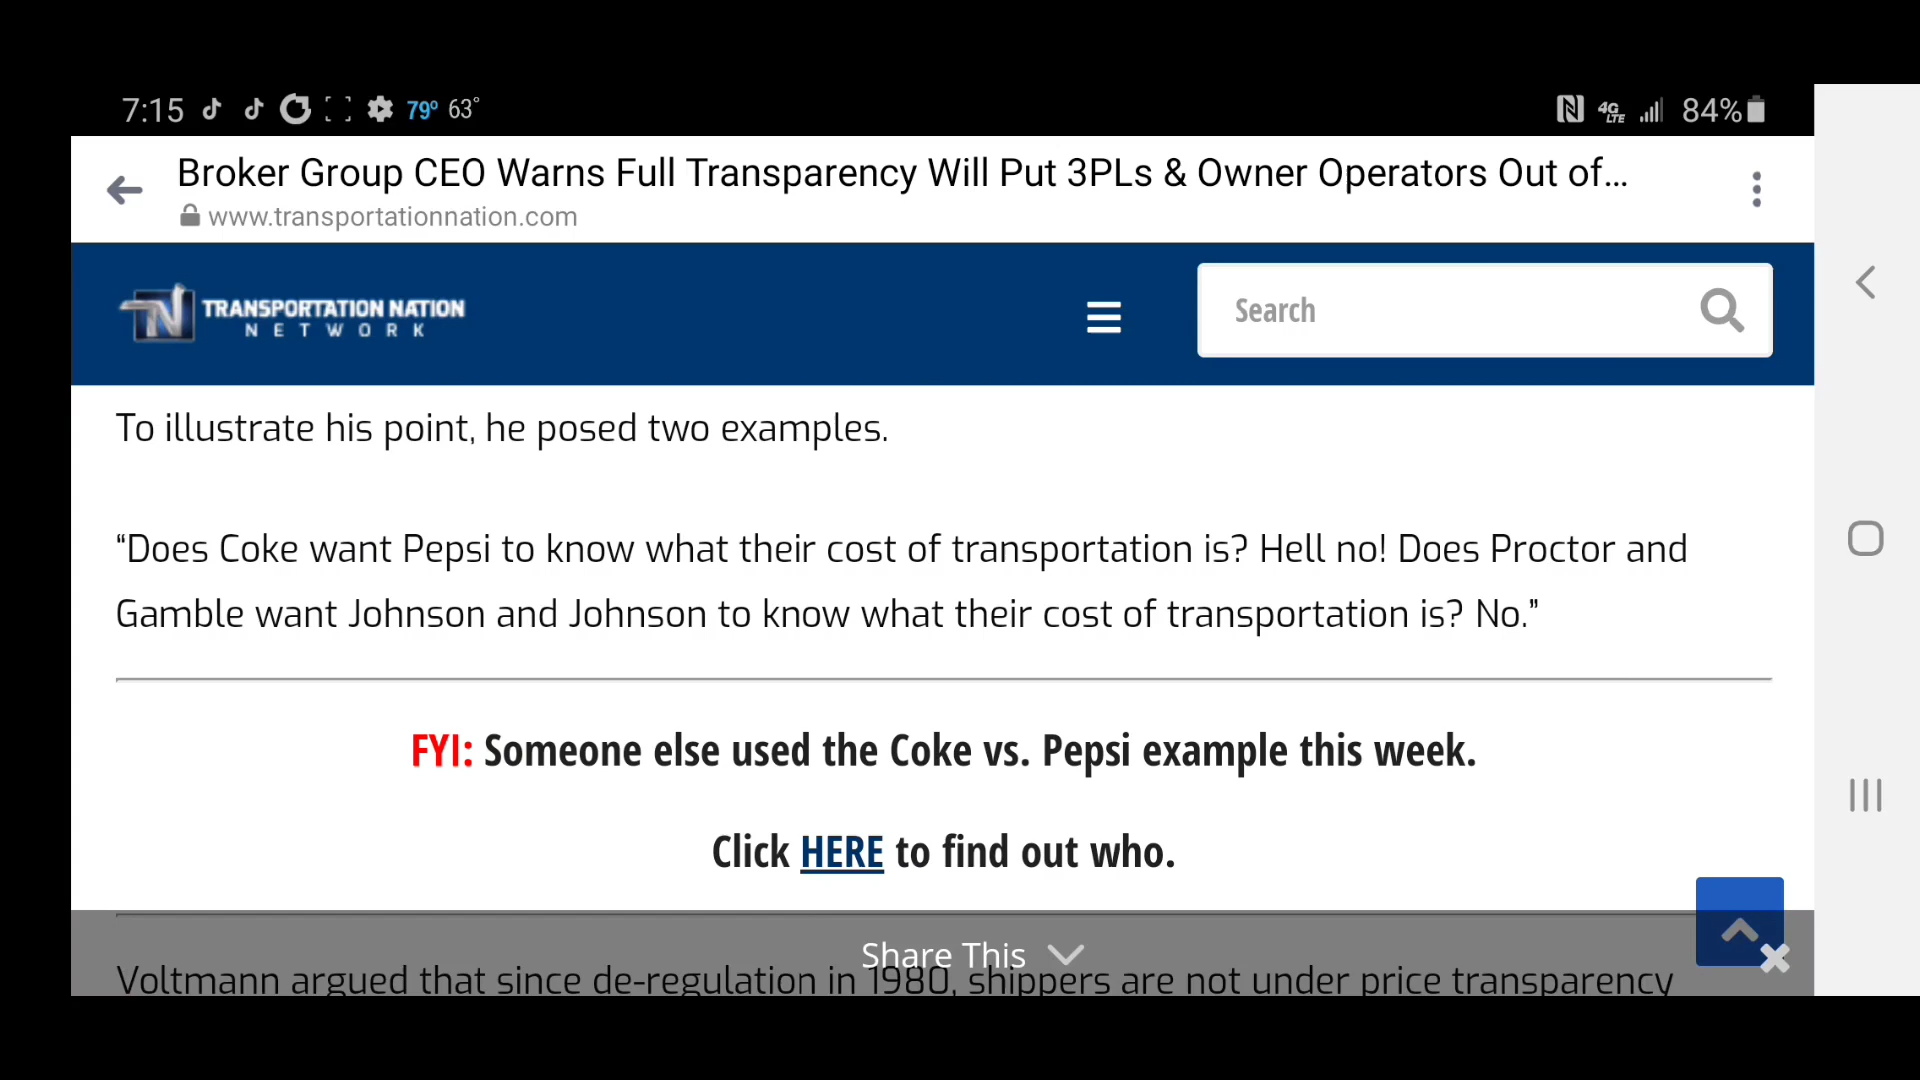 7:15 79° 63° 4G LTE 84%
Broker Group CEO Warns Full Transparency Will Put 3PLs & Owner Operators Out of...
www.transportationnation.com
TN TRANSPORTATION NATION
NETWORK
Search
To illustrate his point, he posed two examples.
“Does Coke want Pepsi to know what their cost of transportation is? Hell no! Does Proctor and
Gamble want Johnson and Johnson to know what their cost of transportation is? No.”
FYI: Someone else used the Coke vs. Pepsi example this week.
Click HERE to find out who.
Share This
Voltmann argued that since de-regulation in 1980, shippers are not under price transparency